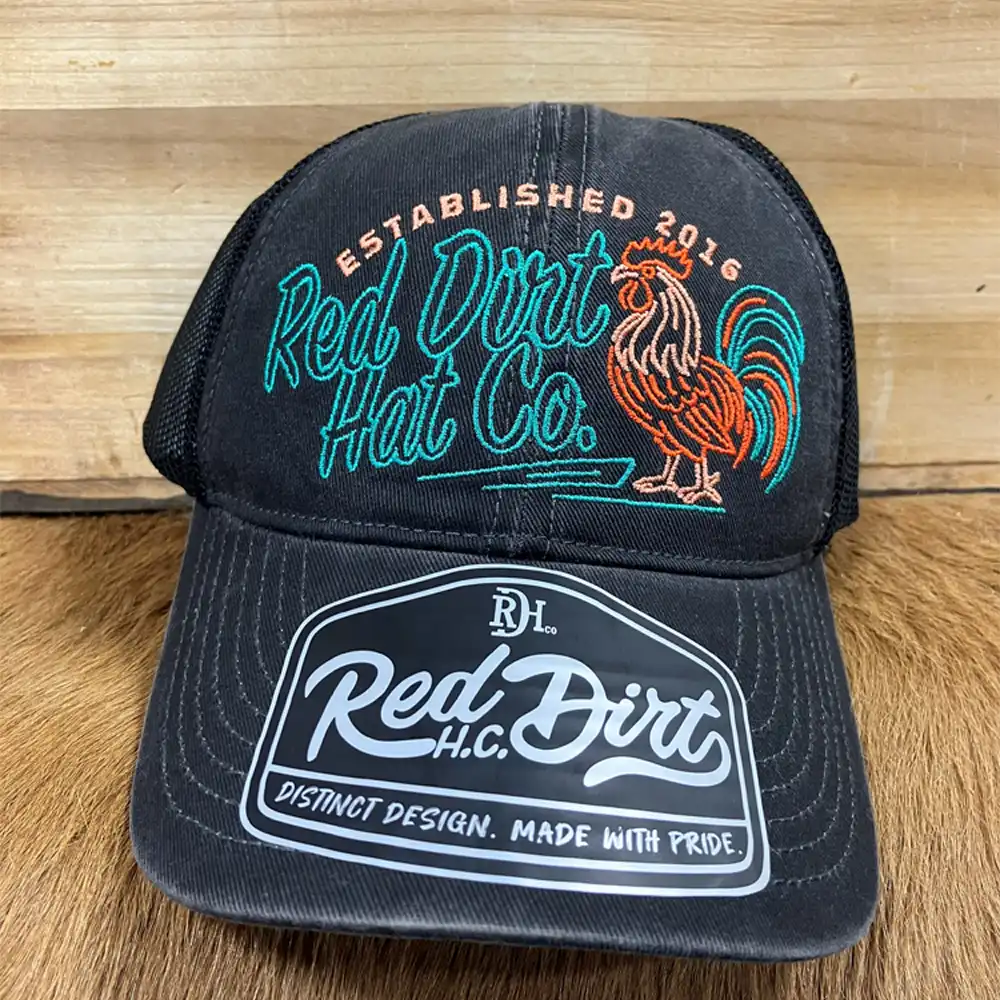 ESTABLISHED 2016
Red Dirt
Hat Co.
RDH co
Red Dirt
H.C.
DISTINCT DESIGN. MADE WITH PRIDE.